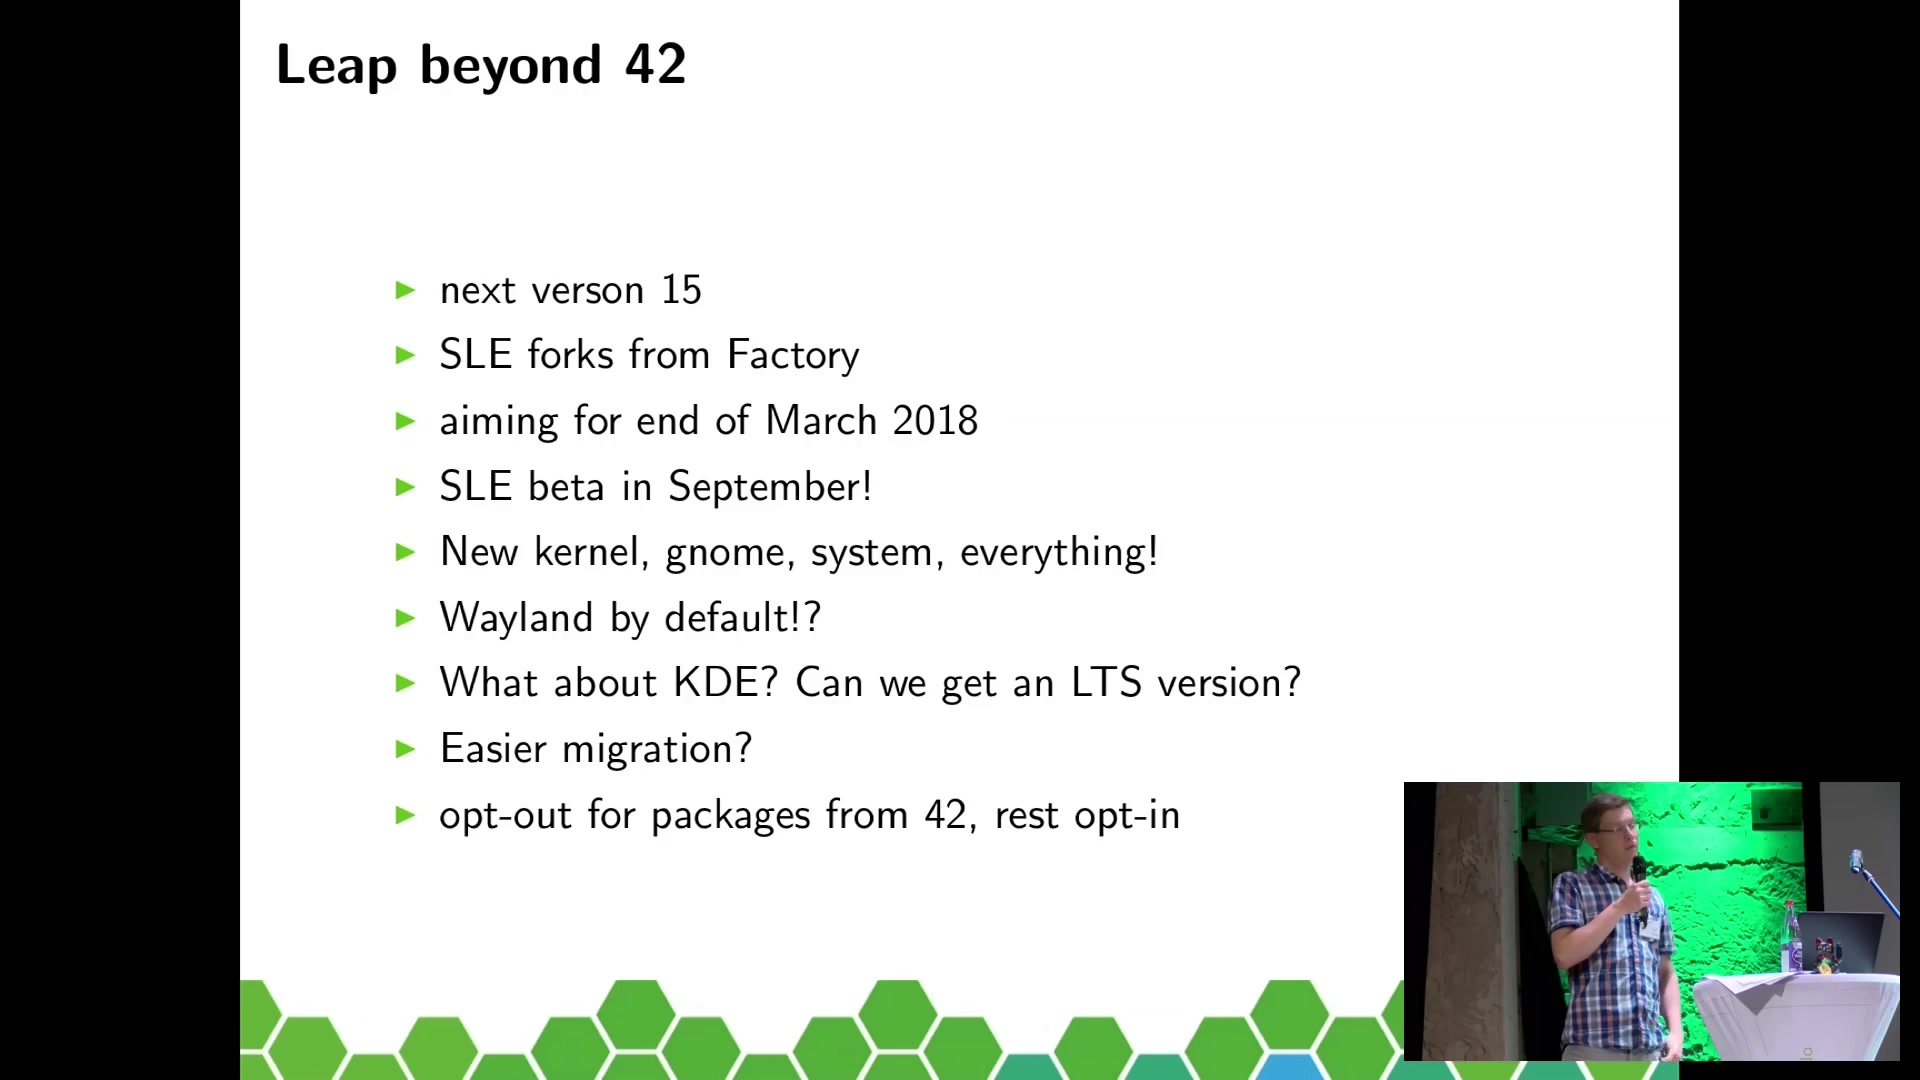 Leap beyond 42
next verson 15
SLE forks from Factory
aiming for end of March 2018
SLE beta in September!
New kernel, gnome, system, everything!
Wayland by default!?
What about KDE? Can we get an LTS version?
Easier migration?
opt-out for packages from 42, rest opt-in